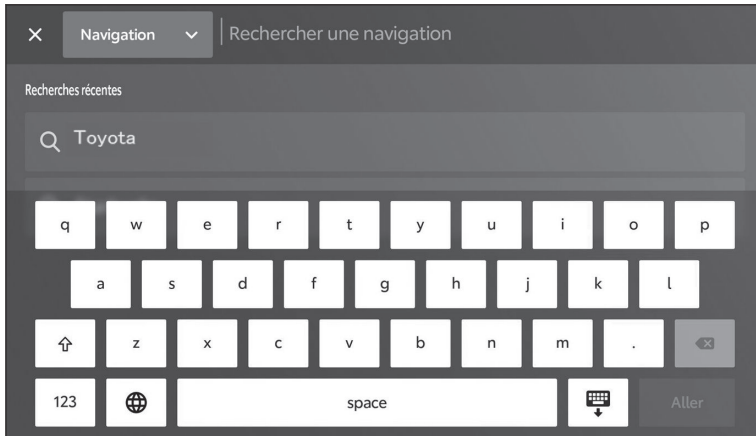 Navigation Rechercher une navigation
Recherches récentes
Toyota
q w e r t y u i o p
a s d f g h j k l
z x c v b n m .
123 space Aller